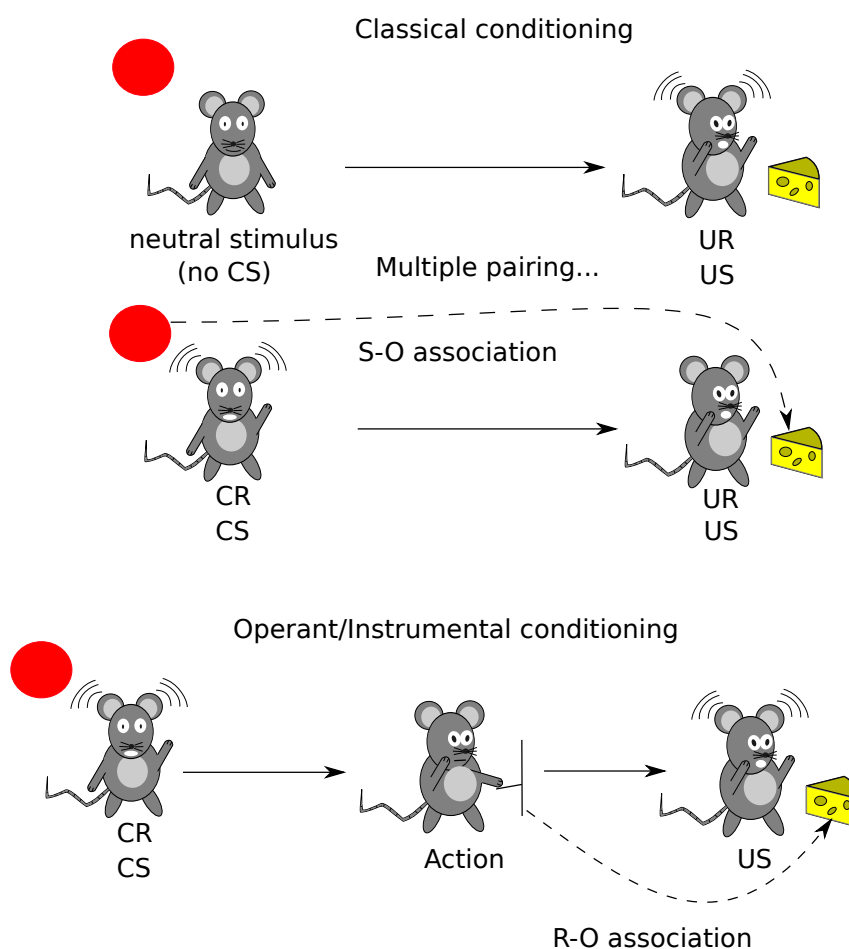 Classical conditioning
neutral stimulus
(no CS)
UR
US
Multiple pairing...
S-O association
CR
CS
UR
US
Operant/Instrumental conditioning
CR
CS
Action
US
R-O association